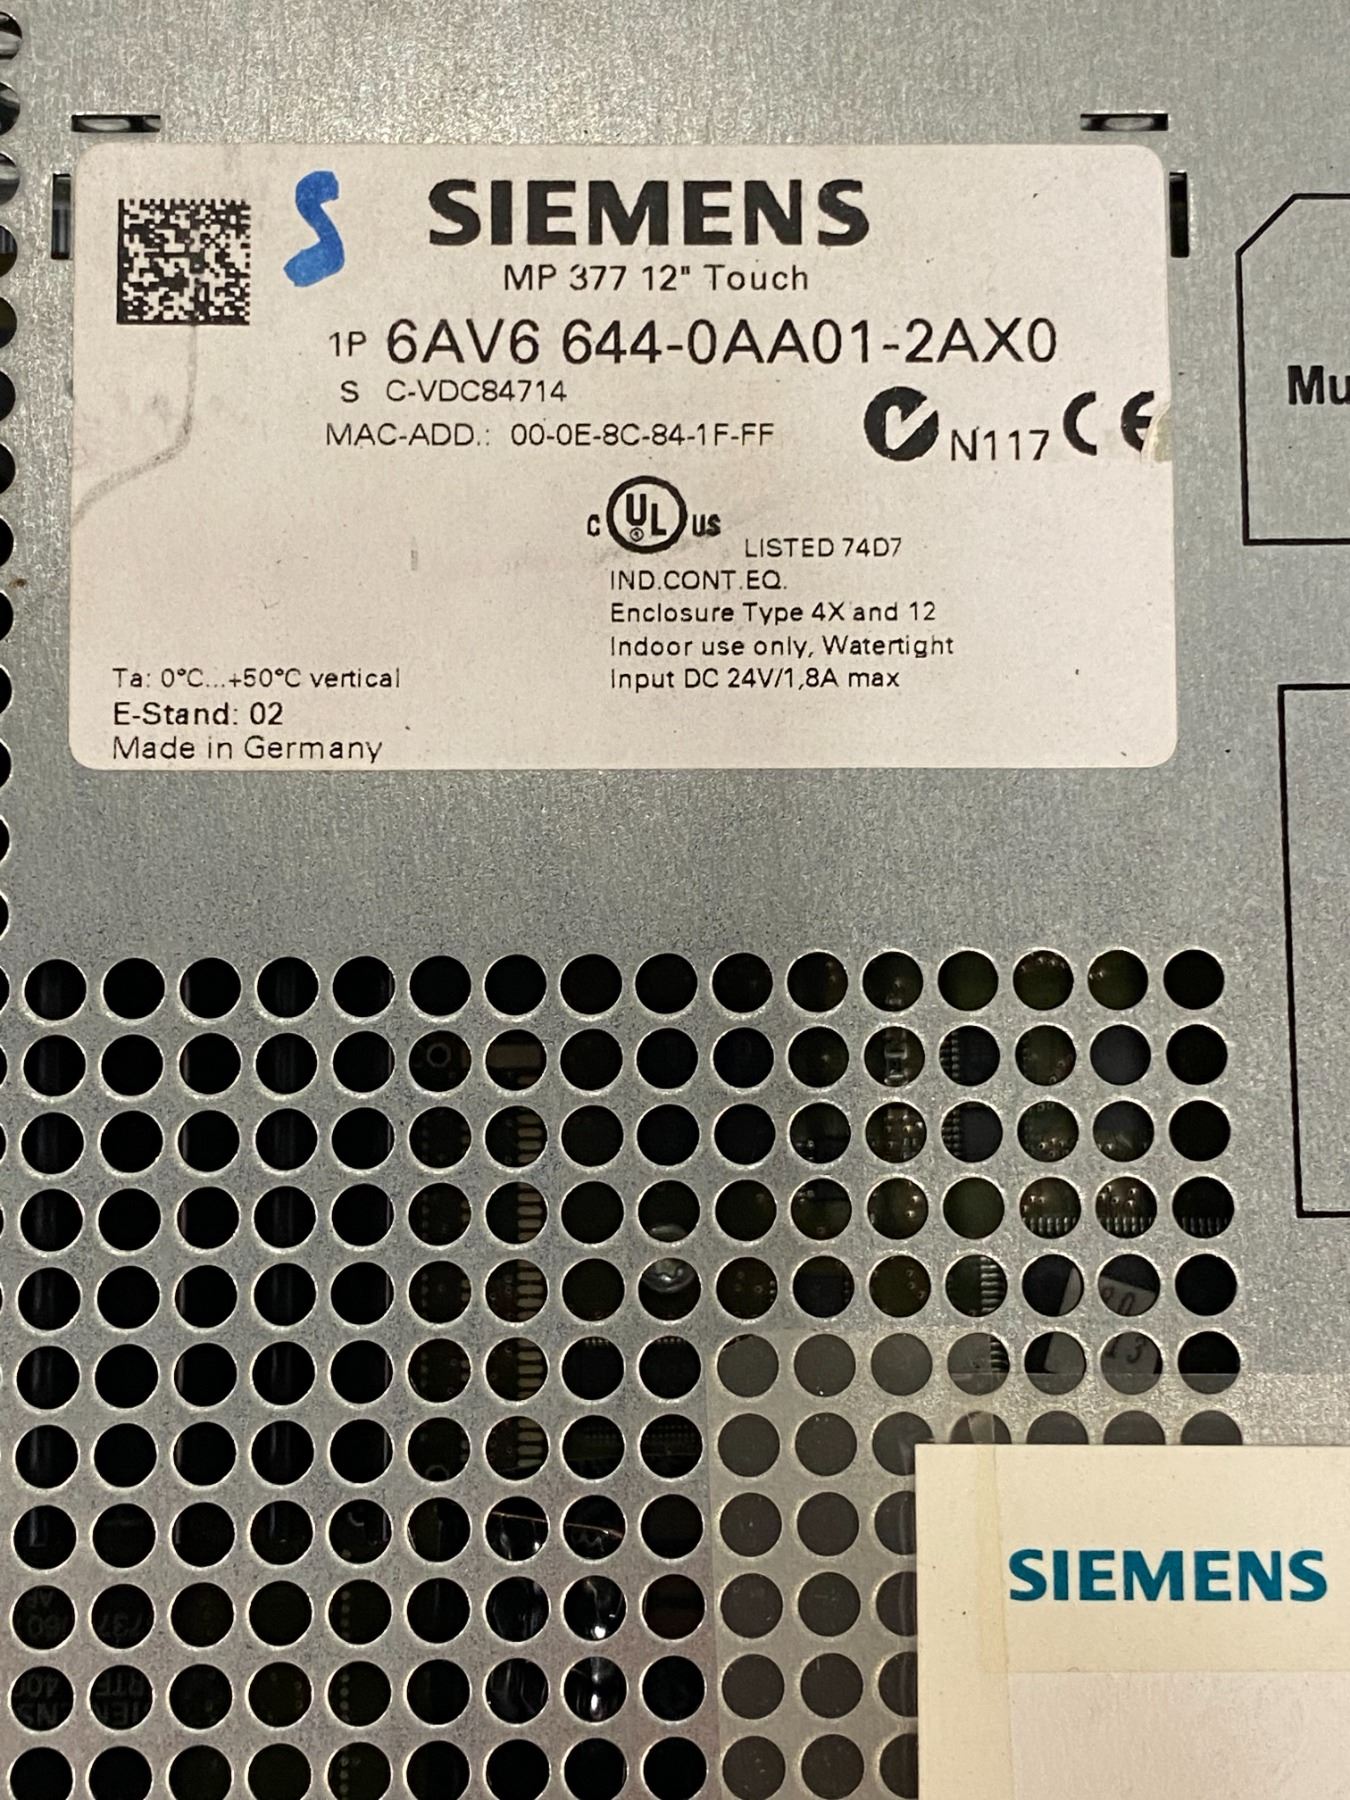 S
SIEMENS
MP 377 12" Touch
1P 6AV6 644-0AA01-2AX0
S C-VDC84714
MAC-ADD.: 00-0E-8C-84-1F-FF
N117 CE
c UL us
LISTED 74D7
IND.CONT.EQ.
Enclosure Type 4X and 12
Indoor use only, Watertight
Input DC 24V/1,8A max
Ta: 0°C...+50°C vertical
E-Stand: 02
Made in Germany
Mu
SIEMENS